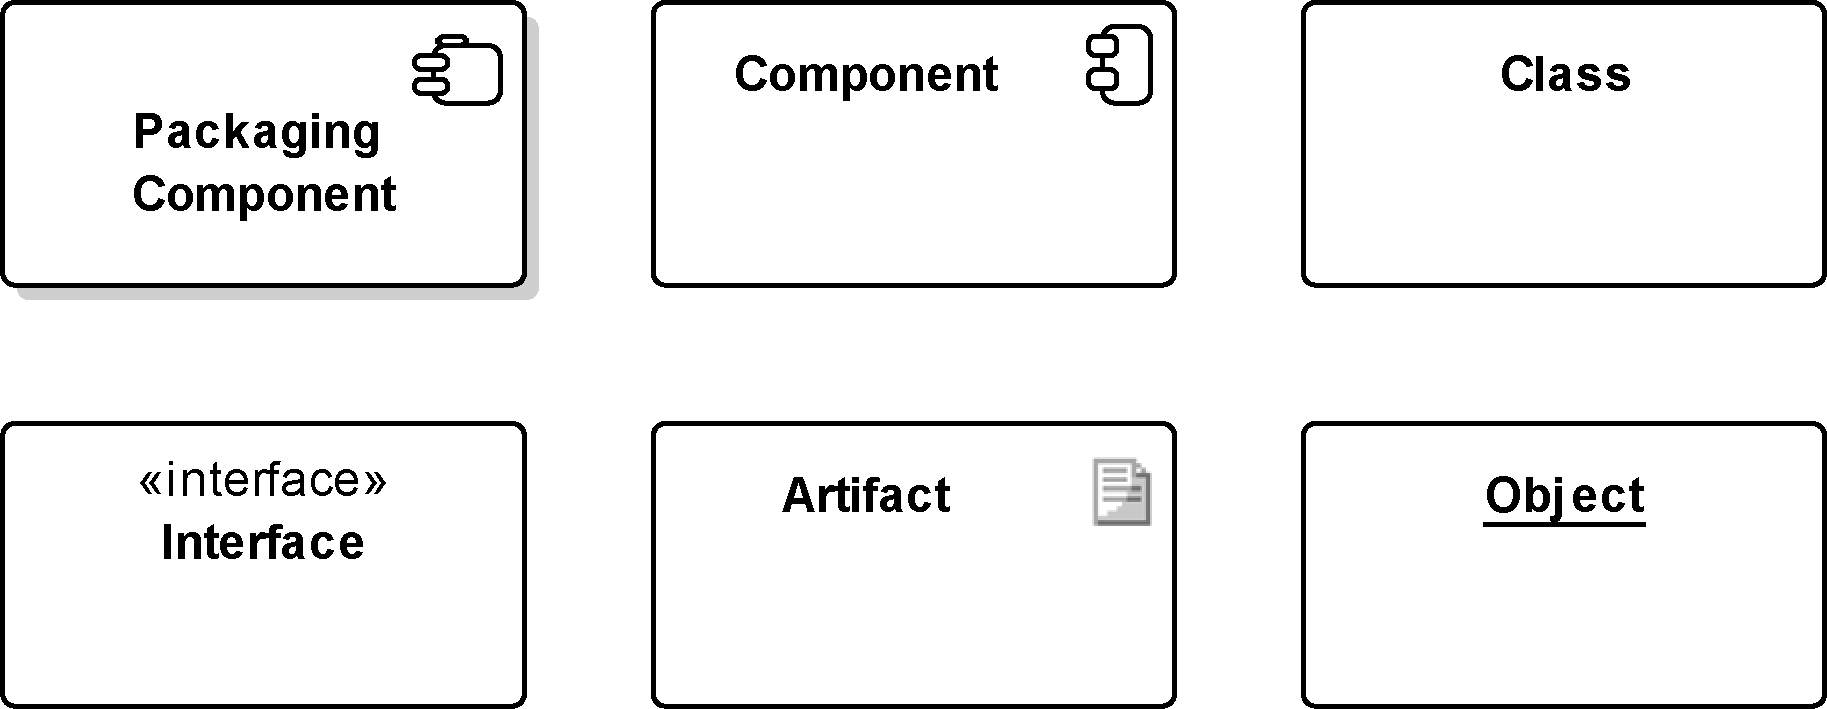 Packaging
Component
Component
Class
«interface»
Interface
Artifact
Object